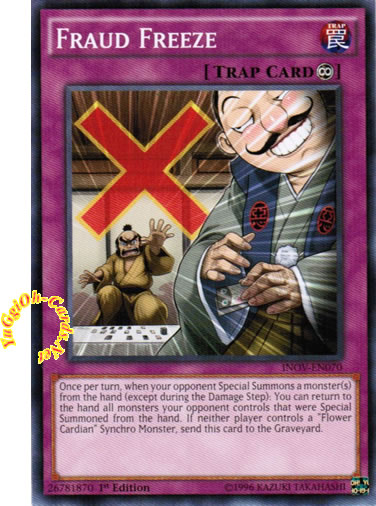 FRAUD FREEZE
TRAP
罠
[TRAP CARD]
YuGiOh-Cards.Net
INOV-EN070
Once per turn, when your opponent Special Summons a monster(s)
from the hand (except during the Damage Step): You can return to
the hand all monsters your opponent controls that were Special
Summoned from the hand. If neither player controls a "Flower
Cardian" Synchro Monster, send this card to the Graveyard.
26781870
1st Edition
©1996 KAZUKI TAKAHASHI